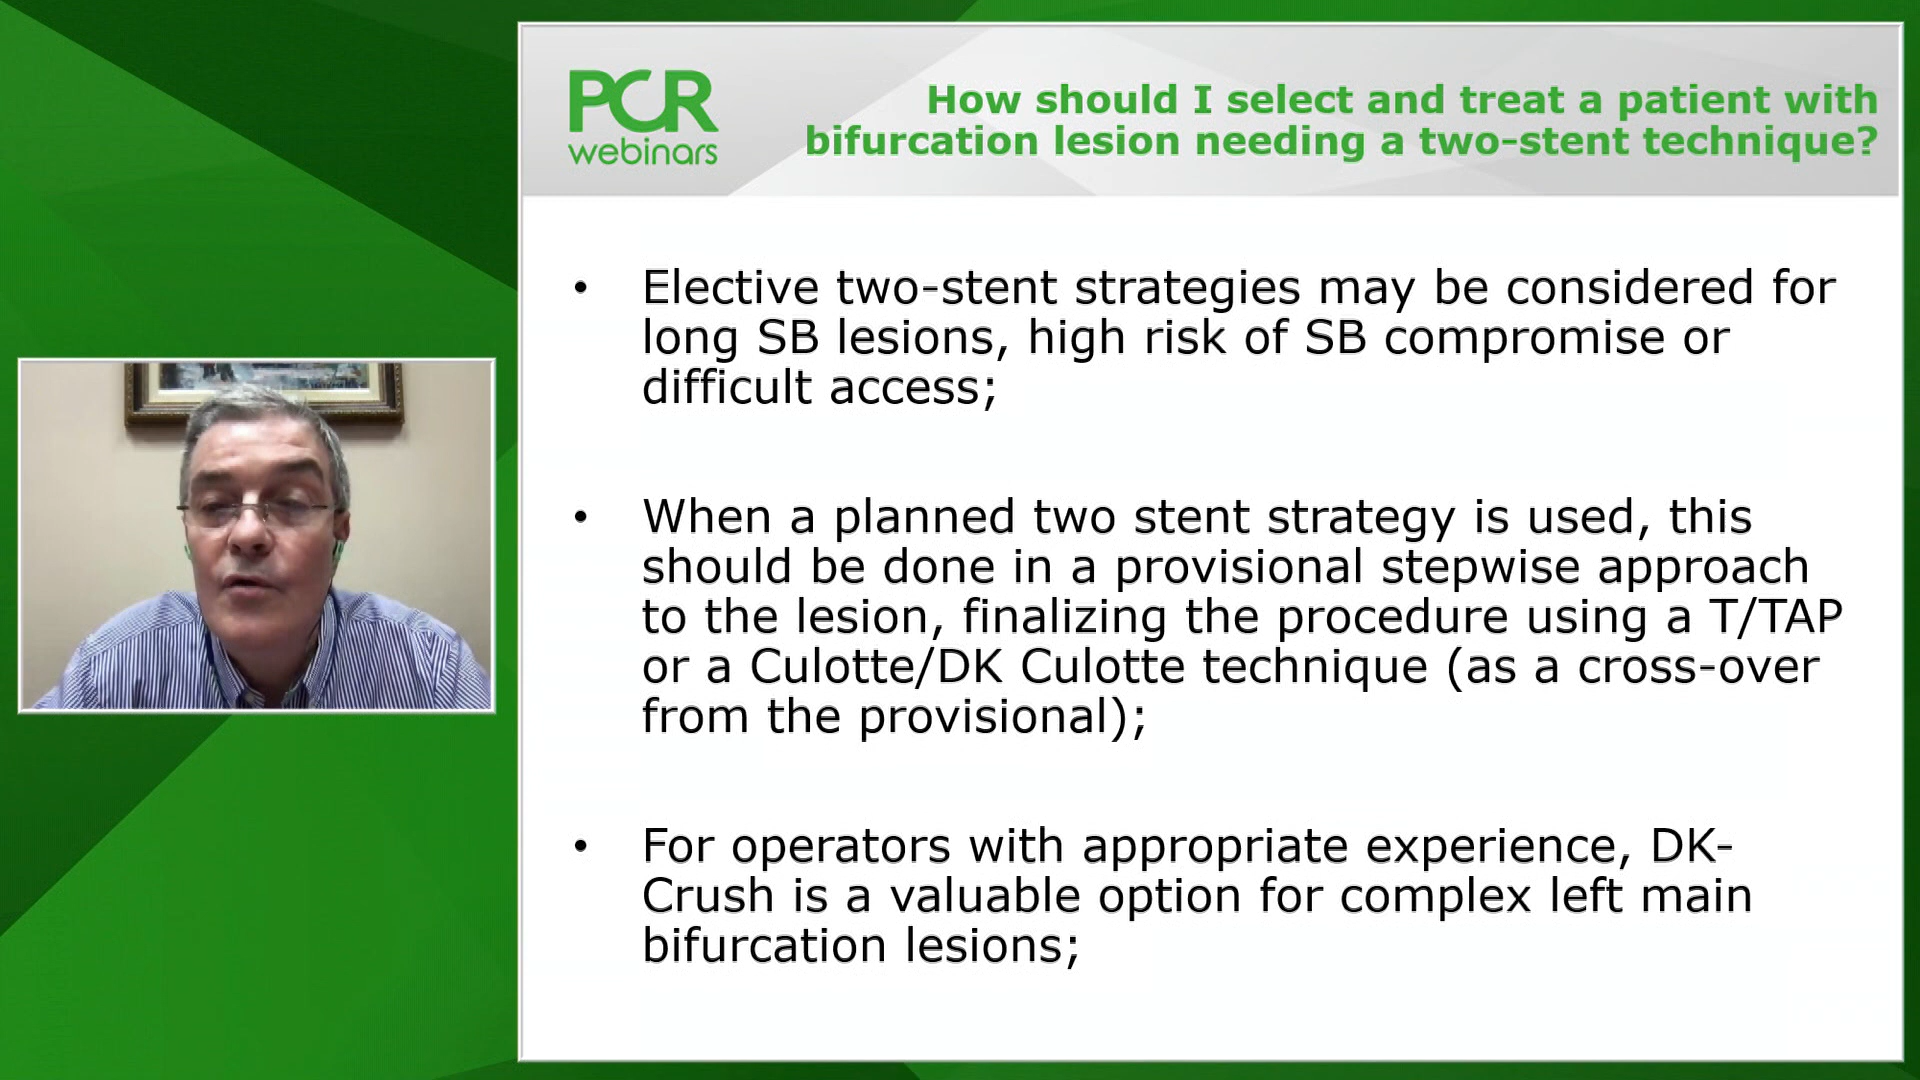 PCR
webinars
How should I select and treat a patient with
bifurcation lesion needing a two-stent technique?
• Elective two-stent strategies may be considered for
long SB lesions, high risk of SB compromise or
difficult access;
• When a planned two stent strategy is used, this
should be done in a provisional stepwise approach
to the lesion, finalizing the procedure using a T/TAP
or a Culotte/DK Culotte technique (as a cross-over
from the provisional);
• For operators with appropriate experience, DK-
Crush is a valuable option for complex left main
bifurcation lesions;